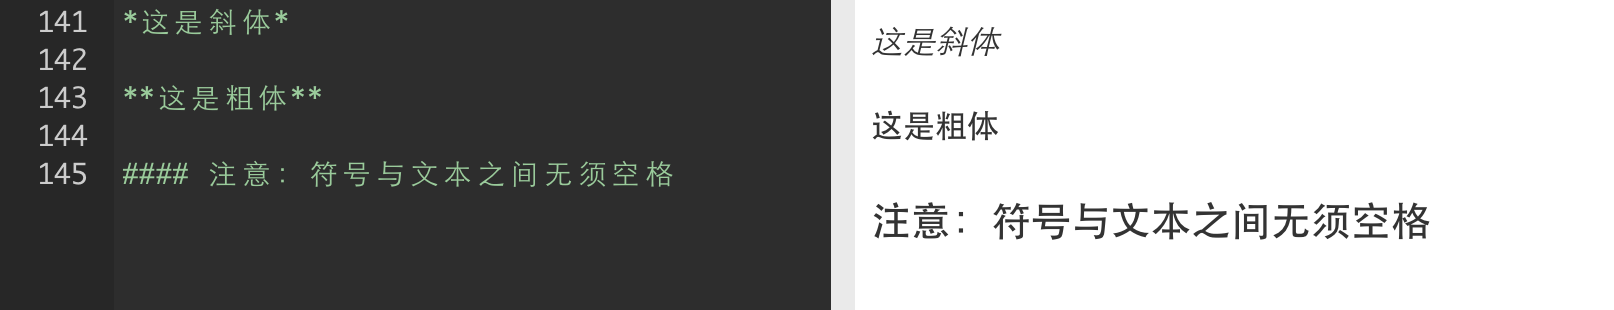 141 *这是斜体*
142
143 **这是粗体**
144
145 #### 注意：符号与文本之间无须空格
这是斜体
这是粗体
注意：符号与文本之间无须空格